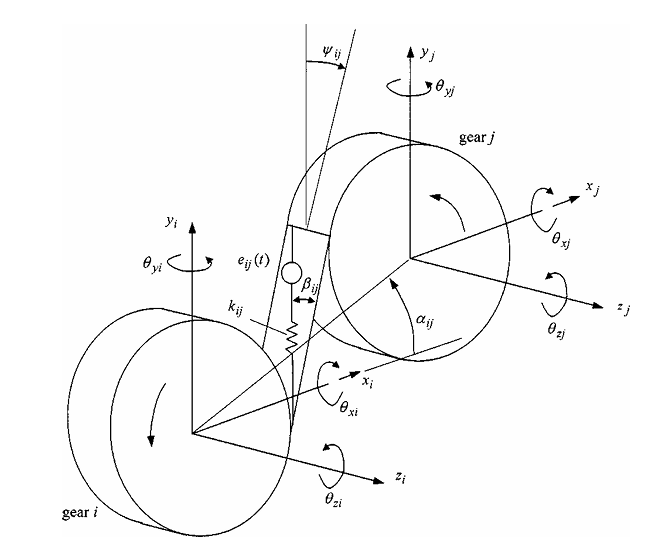 ψij
yj
θyj
gear j
xj
yi
θxj
θyi
eij(t)
βij
zj
kij
αij
θzj
xi
θxi
zi
θzi
gear i